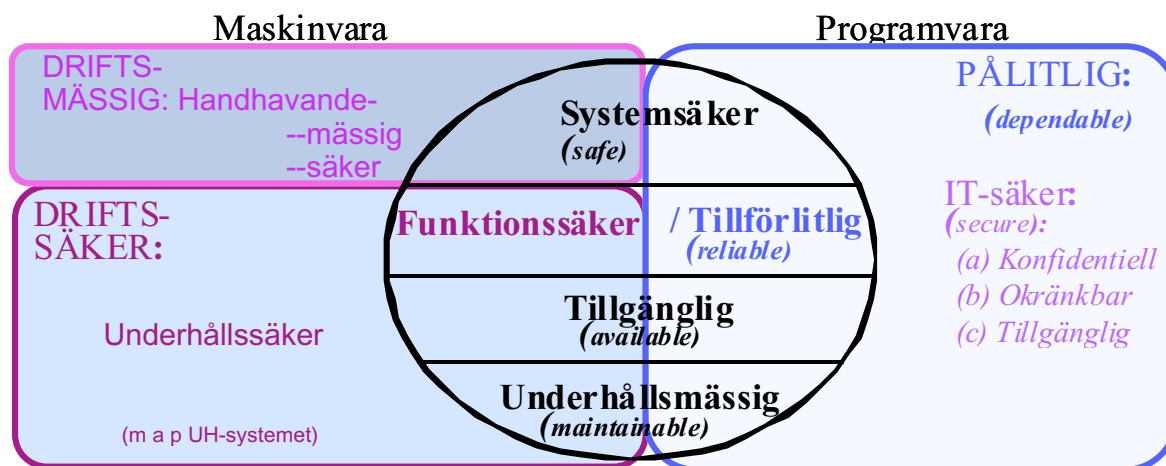 Maskinvara
Programvara
DRIFTS-
MÄSSIG: Handhavande-
--mässig
--säker
Systemsäker
(safe)
PÅLITLIG:
(dependable)
DRIFTS-
SÄKER:
Funktionssäker
/ Tillförlitlig
(reliable)
IT-säker:
(secure):
(a) Konfidentiell
(b) Okränkbar
(c) Tillgänglig
Underhållssäker
Tillgänglig
(available)
Underhållsmässig
(maintainable)
(m a p UH-systemet)